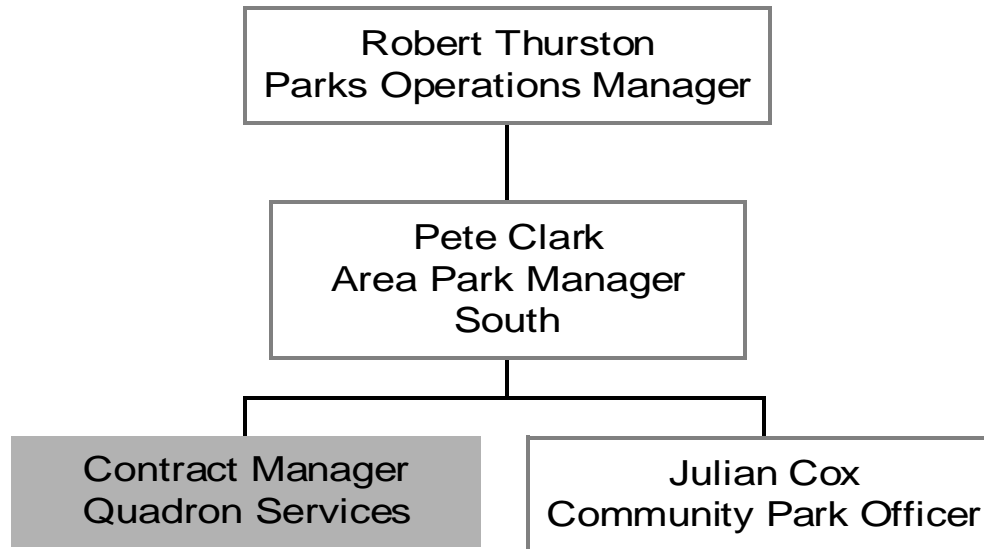 Robert Thurston
Parks Operations Manager
Pete Clark
Area Park Manager
South
Contract Manager
Quadron Services
Julian Cox
Community Park Officer